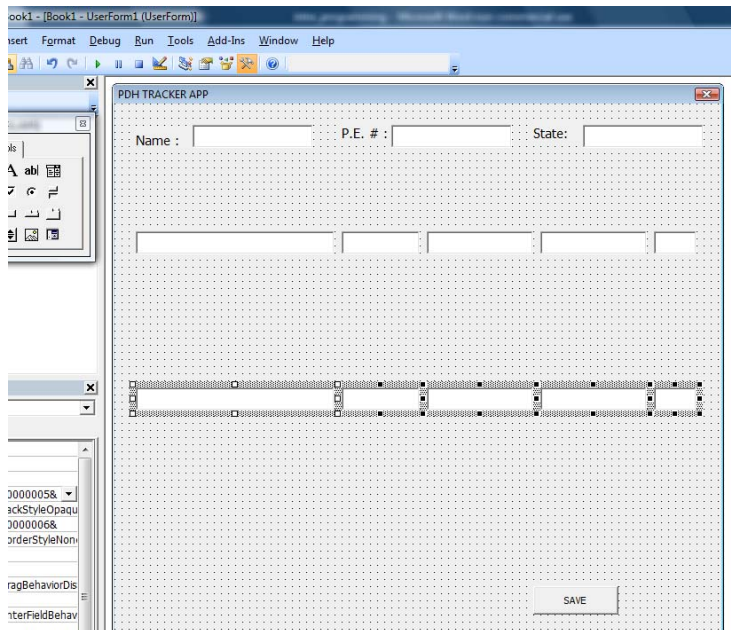 ook1 - [Book1 - UserForm1 (UserForm)]
nsert Format Debug Run Tools Add-Ins Window Help
PDH TRACKER APP
Name :
P.E. # :
State:
A ab|
0000005&
ackStyleOpaqu
0000006&
orderStyleNon
ragBehaviorDis
nterFieldBehav
SAVE